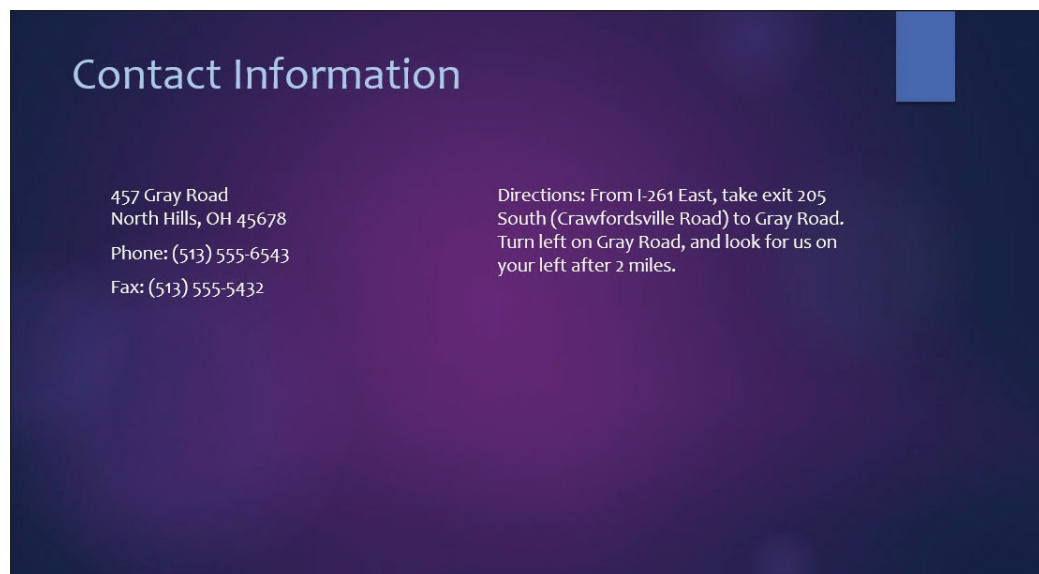 Contact Information
457 Gray Road
North Hills, OH 45678
Phone: (513) 555-6543
Fax: (513) 555-5432
Directions: From I-261 East, take exit 205
South (Crawfordsville Road) to Gray Road.
Turn left on Gray Road, and look for us on
your left after 2 miles.